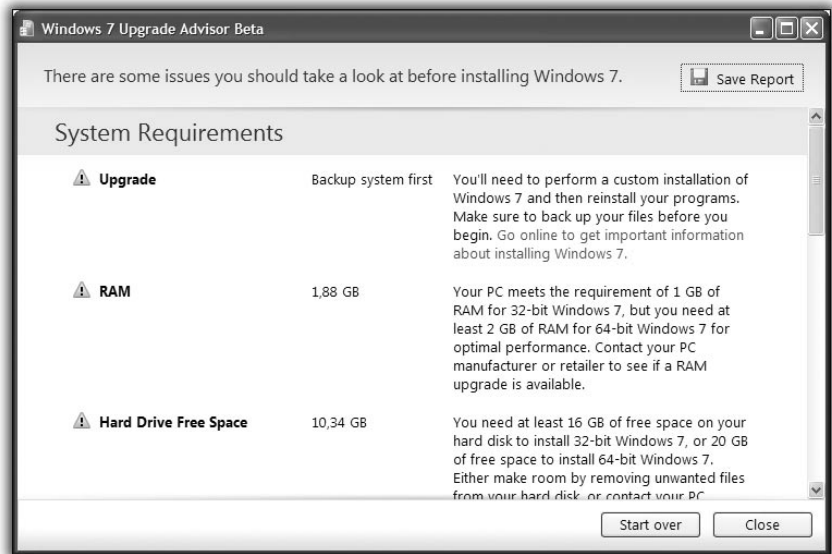 Windows 7 Upgrade Advisor Beta
There are some issues you should take a look at before installing Windows 7.
Save Report
System Requirements
Upgrade
Backup system first
You'll need to perform a custom installation of
Windows 7 and then reinstall your programs.
Make sure to back up your files before you
begin. Go online to get important information
about installing Windows 7.
RAM
1,88 GB
Your PC meets the requirement of 1 GB of
RAM for 32-bit Windows 7, but you need at
least 2 GB of RAM for 64-bit Windows 7 for
optimal performance. Contact your PC
manufacturer or retailer to see if a RAM
upgrade is available.
Hard Drive Free Space
10,34 GB
You need at least 16 GB of free space on your
hard disk to install 32-bit Windows 7, or 20 GB
of free space to install 64-bit Windows 7.
Either make room by removing unwanted files
from your hard disk, or contact your PC
Start over
Close